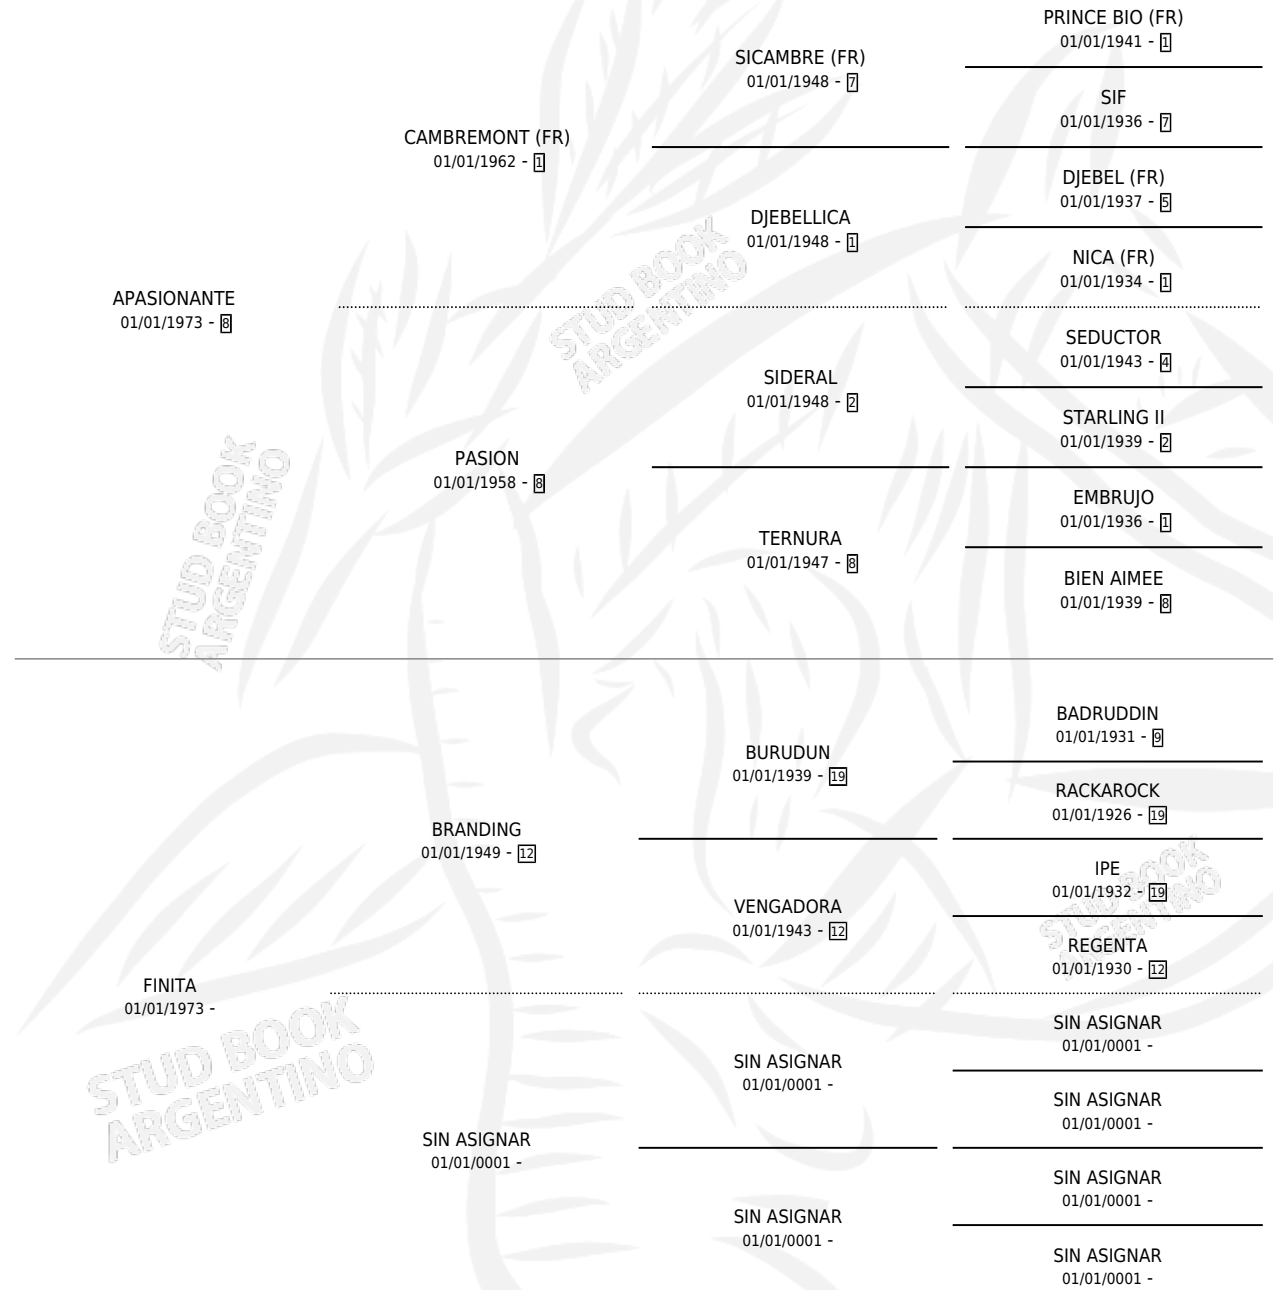 PRINCE BIO (FR)
01/01/1941 - 1
SICAMBRE (FR)
01/01/1948 - 7
SIF
01/01/1936 - 7
CAMBREMONT (FR)
01/01/1962 - 1
DJEBEL (FR)
01/01/1937 - 5
DJEBELLICA
01/01/1948 - 1
NICA (FR)
01/01/1934 - 1
APASIONANTE
01/01/1973 - 8
SEDUCTOR
01/01/1943 - 4
SIDERAL
01/01/1948 - 2
STARLING II
01/01/1939 - 2
PASION
01/01/1958 - 8
EMBRUJO
01/01/1936 - 1
TERNURA
01/01/1947 - 8
BIEN AIMEE
01/01/1939 - 8
STUD BOOK
ARGENTINO
STUD BOOK
ARGENTINO
BADRUDDIN
01/01/1931 - 9
BURUDUN
01/01/1939 - 19
RACKAROCK
01/01/1926 - 19
BRANDING
01/01/1949 - 12
IPE
01/01/1932 - 19
VENGADORA
01/01/1943 - 12
REGENTA
01/01/1930 - 12
STUD BOOK
ARGENTINO
FINITA
01/01/1973 -
SIN ASIGNAR
01/01/0001 -
SIN ASIGNAR
01/01/0001 -
SIN ASIGNAR
01/01/0001 -
SIN ASIGNAR
01/01/0001 -
SIN ASIGNAR
01/01/0001 -
SIN ASIGNAR
01/01/0001 -
SIN ASIGNAR
01/01/0001 -
STUD BOOK
ARGENTINO